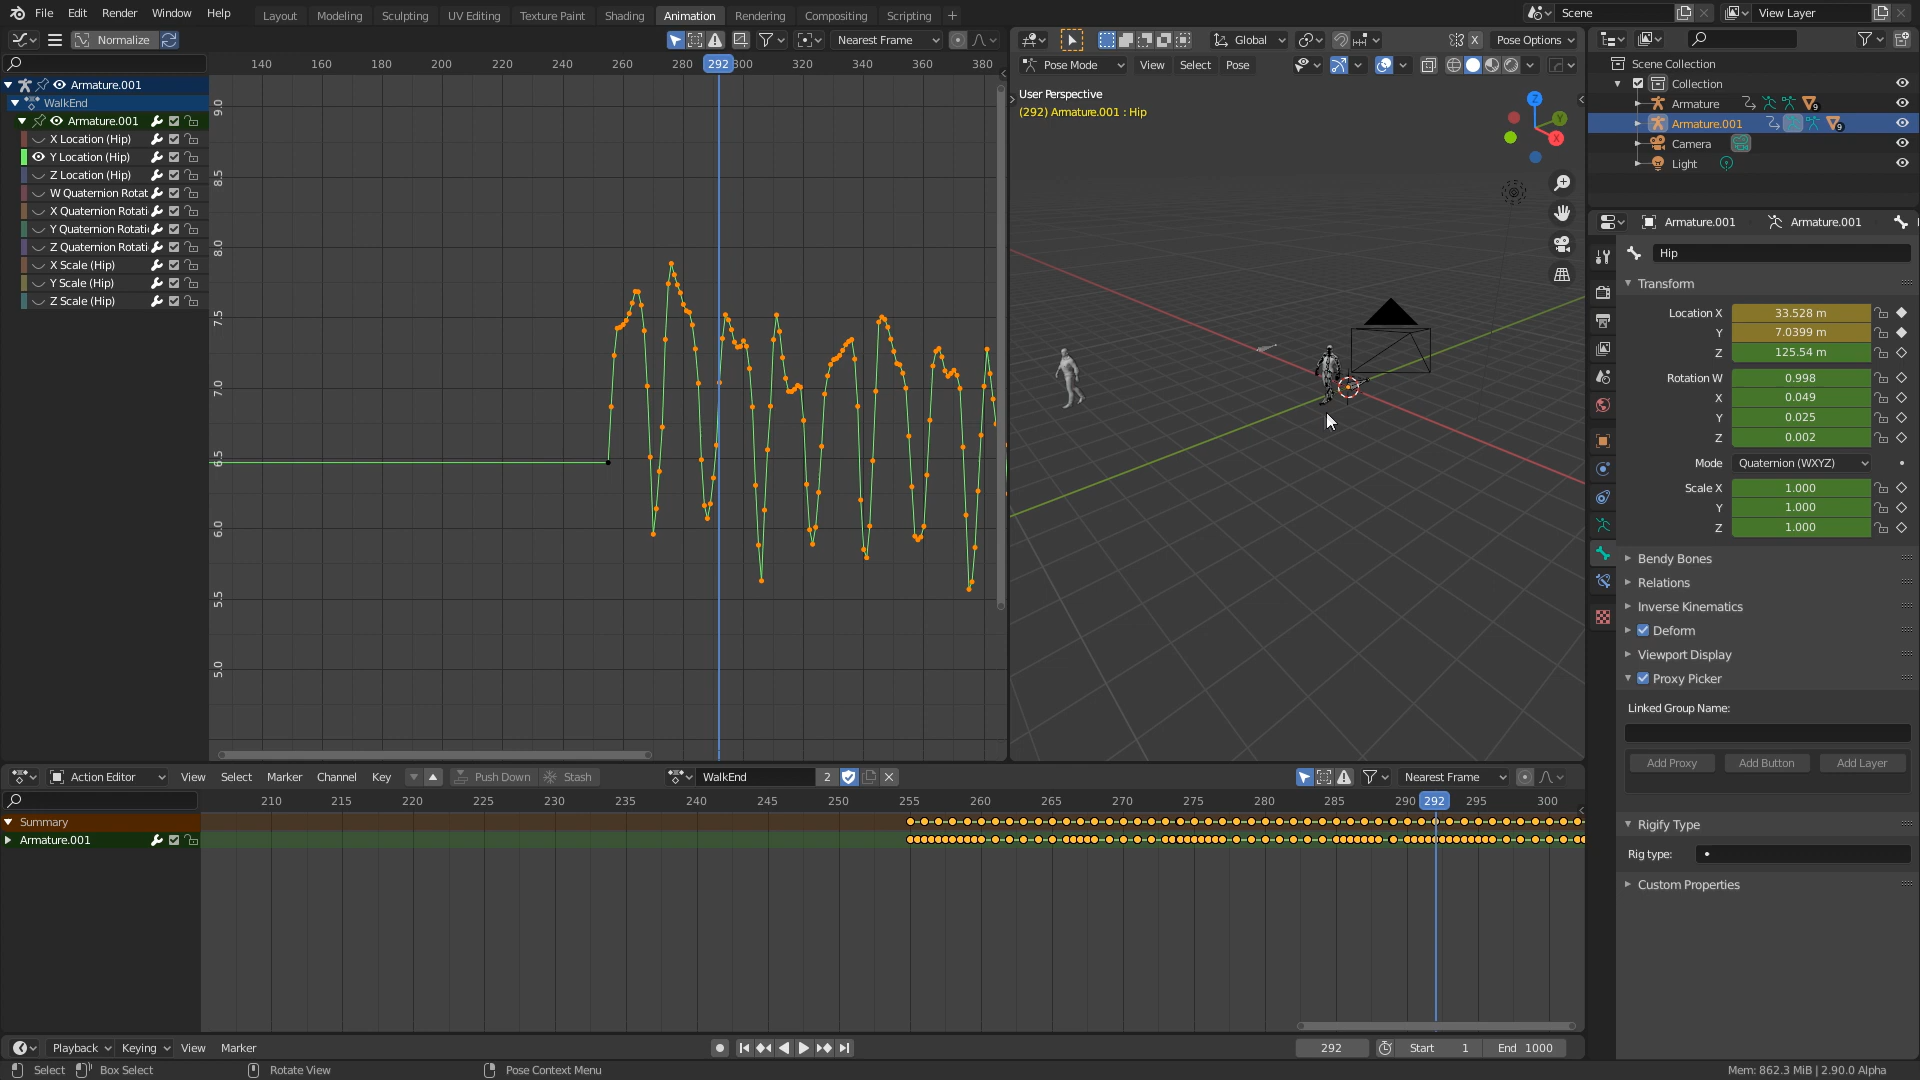 File Edit Render Window Help Layout Modeling Sculpting UV Editing Texture Paint Shading Animation Rendering Compositing Scripting + Scene View Layer
Normalize Nearest Frame
140 160 180 200 220 240 260 280 292 300 320 340 360 380
Armature.001
WalkEnd
Armature.001
X Location (Hip)
Y Location (Hip)
Z Location (Hip)
W Quaternion Rotat
X Quaternion Rotati
Y Quaternion Rotati
Z Quaternion Rotati
X Scale (Hip)
Y Scale (Hip)
Z Scale (Hip)
9.0
8.5
8.0
7.5
7.0
6.5
6.0
5.5
5.0
Global X Pose Options
Pose Mode View Select Pose
User Perspective
(292) Armature.001 : Hip
Z
Y
X
Scene Collection
Collection
Armature 9
Armature.001 9
Camera
Light
Armature.001 Armature.001
Hip
Transform
Location X 33.528 m
Y 7.0399 m
Z 125.54 m
Rotation W 0.998
X 0.049
Y 0.025
Z 0.002
Mode Quaternion (WXYZ)
Scale X 1.000
Y 1.000
Z 1.000
Bendy Bones
Relations
Inverse Kinematics
Deform
Viewport Display
Proxy Picker
Linked Group Name:
Add Proxy Add Button Add Layer
Rigify Type
Rig type:
Custom Properties
Action Editor View Select Marker Channel Key Push Down Stash WalkEnd 2 Nearest Frame
210 215 220 225 230 235 240 245 250 255 260 265 270 275 280 285 290 292 295 300
Summary
Armature.001
Playback Keying View Marker 292 Start 1 End 1000
Select Box Select Rotate View Pose Context Menu Mem: 862.3 MiB | 2.90.0 Alpha